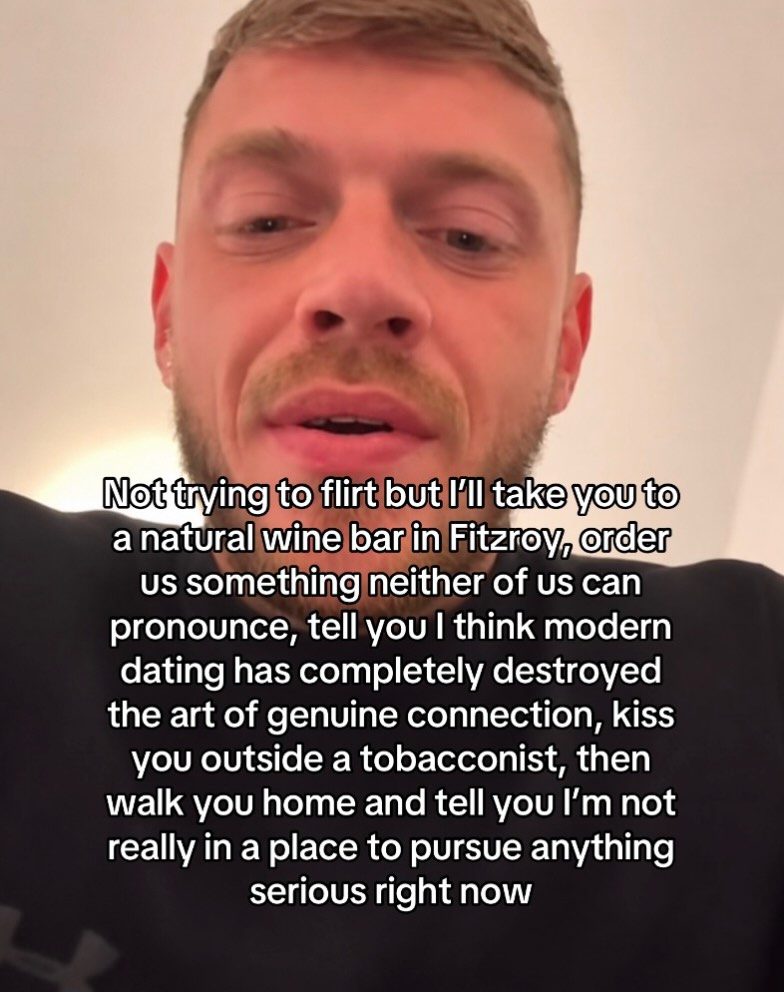 Not trying to flirt but I’ll take you to
a natural wine bar in Fitzroy, order
us something neither of us can
pronounce, tell you I think modern
dating has completely destroyed
the art of genuine connection, kiss
you outside a tobacconist, then
walk you home and tell you I’m not
really in a place to pursue anything
serious right now